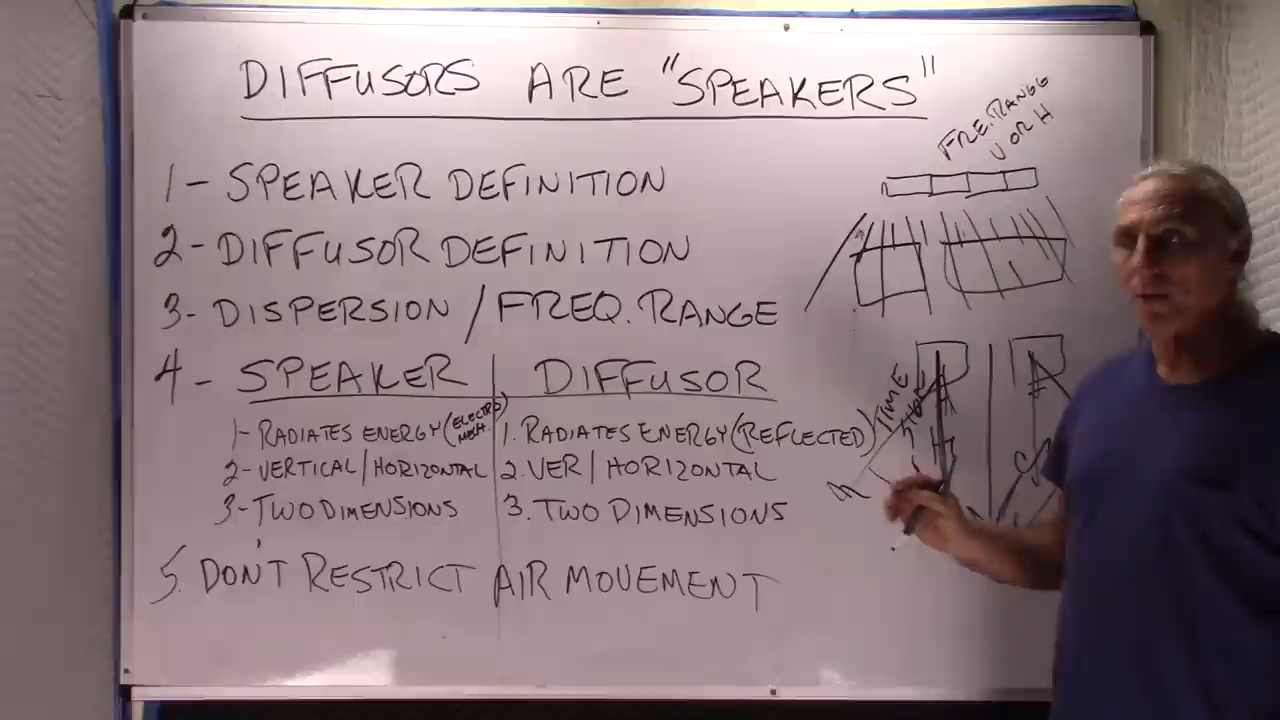 DIFFUSORS ARE "SPEAKERS"
FRE. RANGE
V OR H
1- SPEAKER DEFINITION
2- DIFFUSOR DEFINITION
3- DISPERSION / FREQ. RANGE
4- SPEAKER | DIFFUSOR
1- RADIATES ENERGY (ELECTRO MECH.)
2- VERTICAL / HORIZONTAL
3- TWO DIMENSIONS
1. RADIATES ENERGY (REFLECTED)
2. VER / HORIZONTAL
3. TWO DIMENSIONS
TIME
5. DON'T RESTRICT AIR MOVEMENT